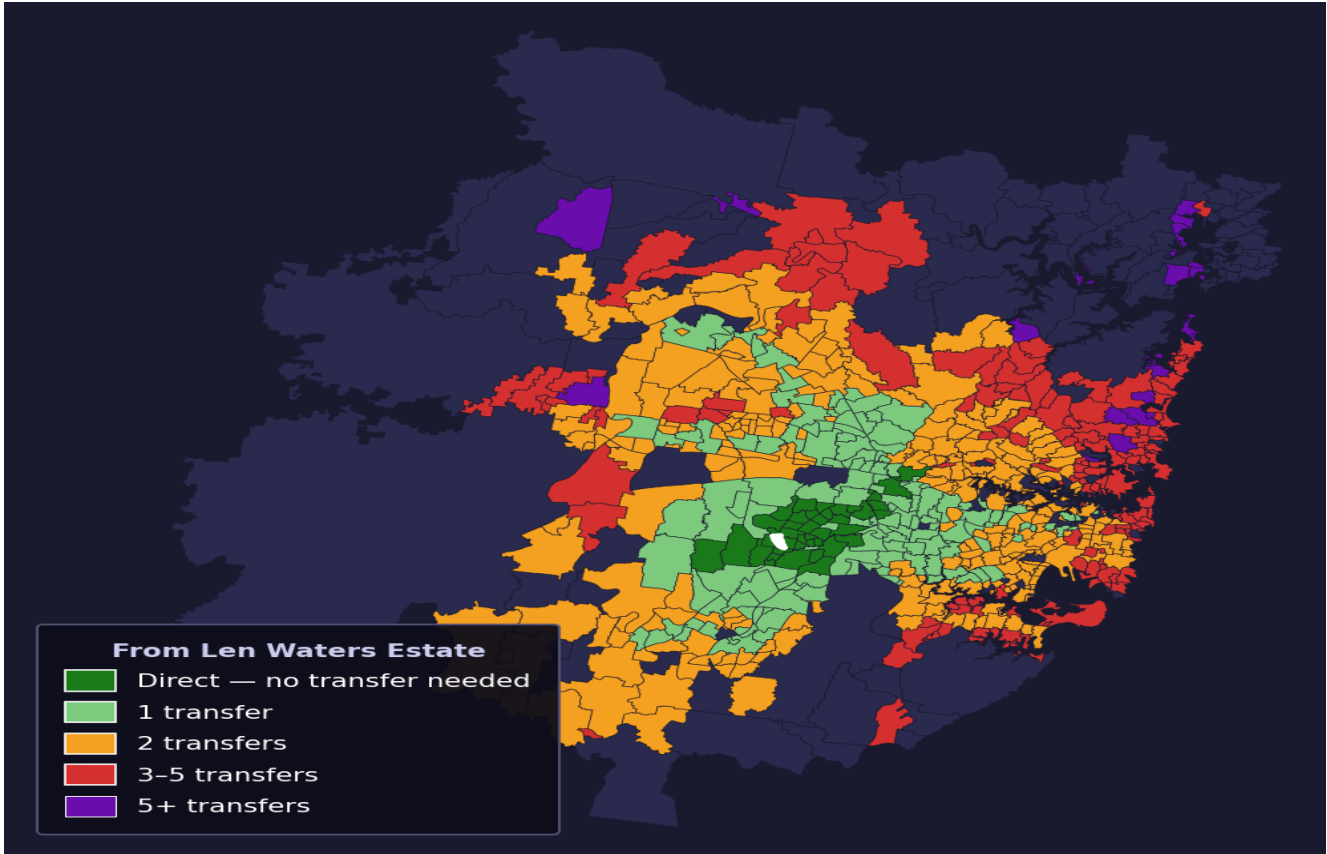 From Len Waters Estate
Direct — no transfer needed
1 transfer
2 transfers
3–5 transfers
5+ transfers